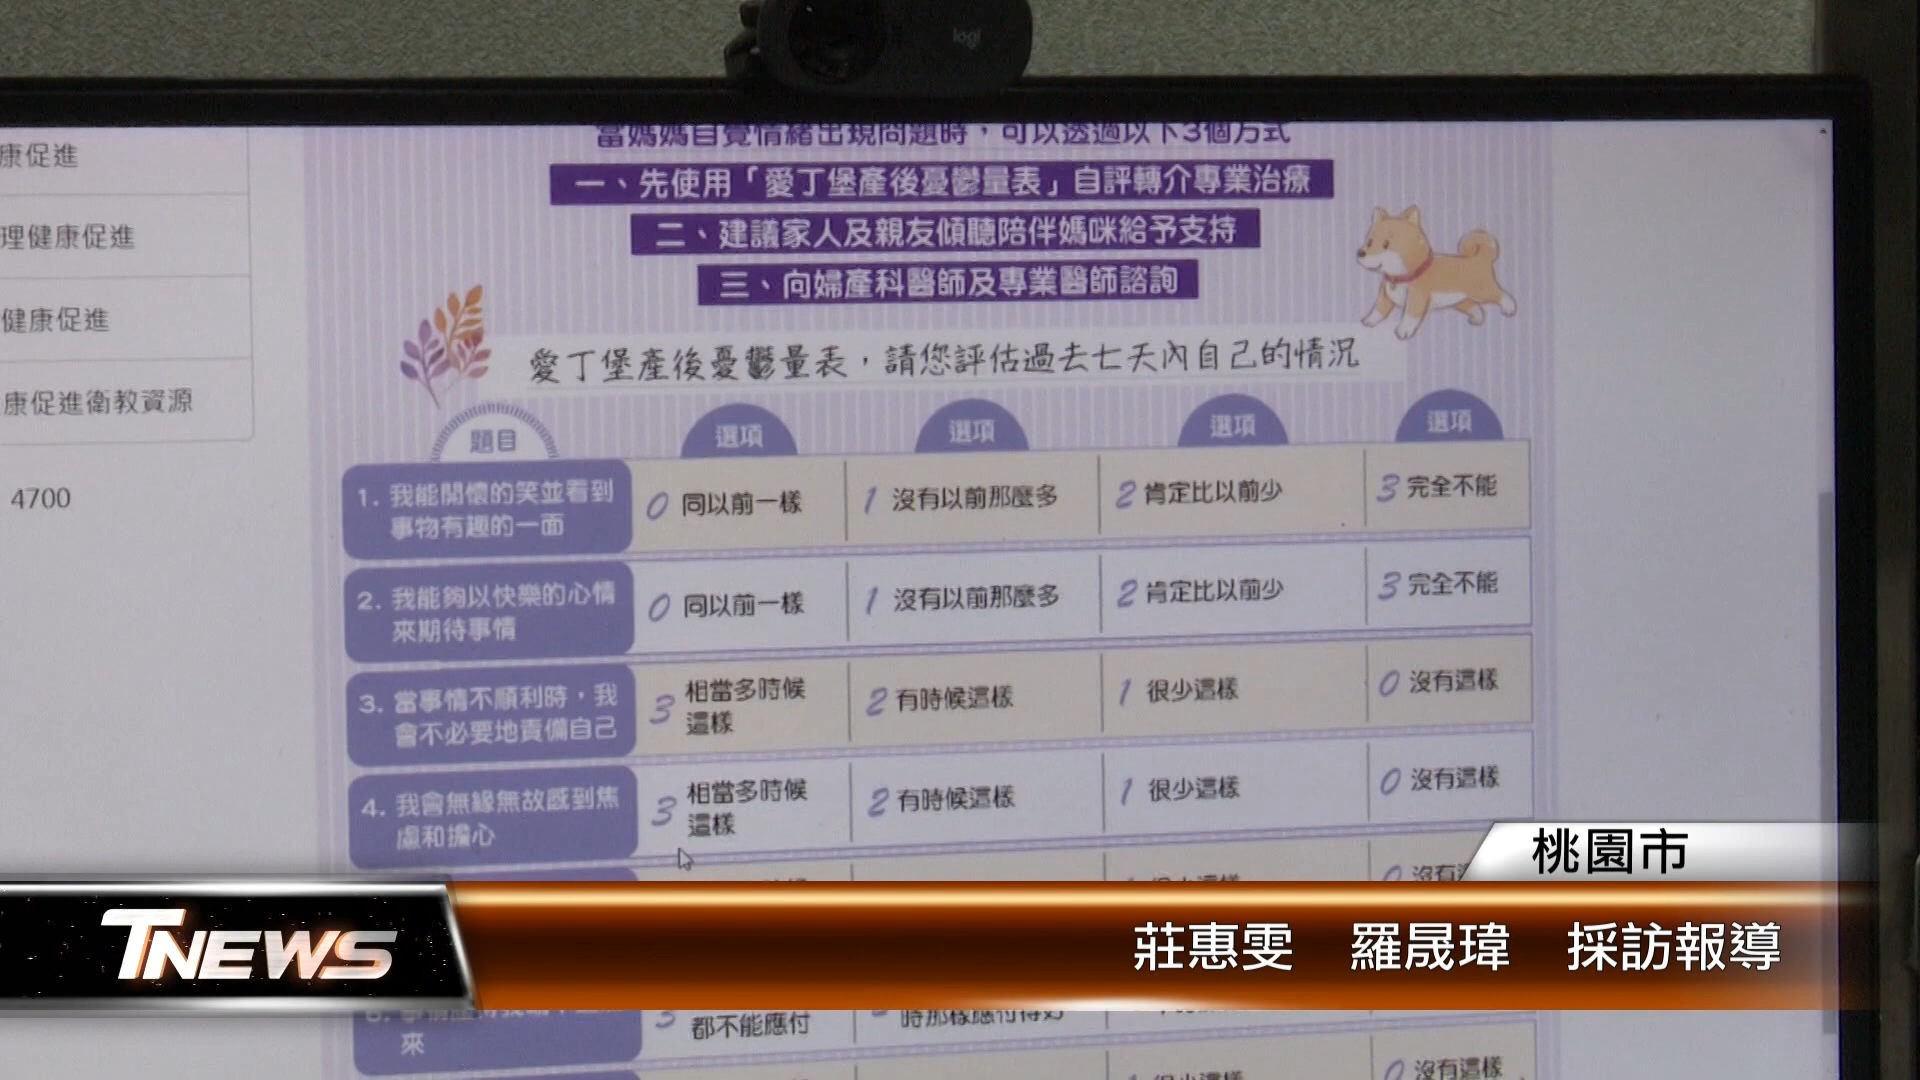 logi
當媽媽自覺情緒出現問題時，可以透過以下3個方式
一、先使用「愛丁堡產後憂鬱量表」自評轉介專業治療
二、建議家人及親友傾聽陪伴媽咪給予支持
三、向婦產科醫師及專業醫師諮詢
康促進
理健康促進
健康促進
康促進衛教資源
4700
愛丁堡產後憂鬱量表，請您評估過去七天內自己的情況
題目 選項 選項 選項 選項
1. 我能開懷的笑並看到
事物有趣的一面
0 同以前一樣 1 沒有以前那麼多 2 肯定比以前少 3 完全不能
2. 我能夠以快樂的心情
來期待事情
0 同以前一樣 1 沒有以前那麼多 2 肯定比以前少 3 完全不能
3. 當事情不順利時，我
會不必要地責備自己
3 相當多時候
這樣
2 有時候這樣 1 很少這樣 0 沒有這樣
4. 我會無緣無故感到焦
慮和擔心
3 相當多時候
這樣
2 有時候這樣 1 很少這樣 0 沒有這樣
桃園市
TNEWS
莊惠雯 羅晟瑋 採訪報導
來
都不能應付
0 沒有這樣